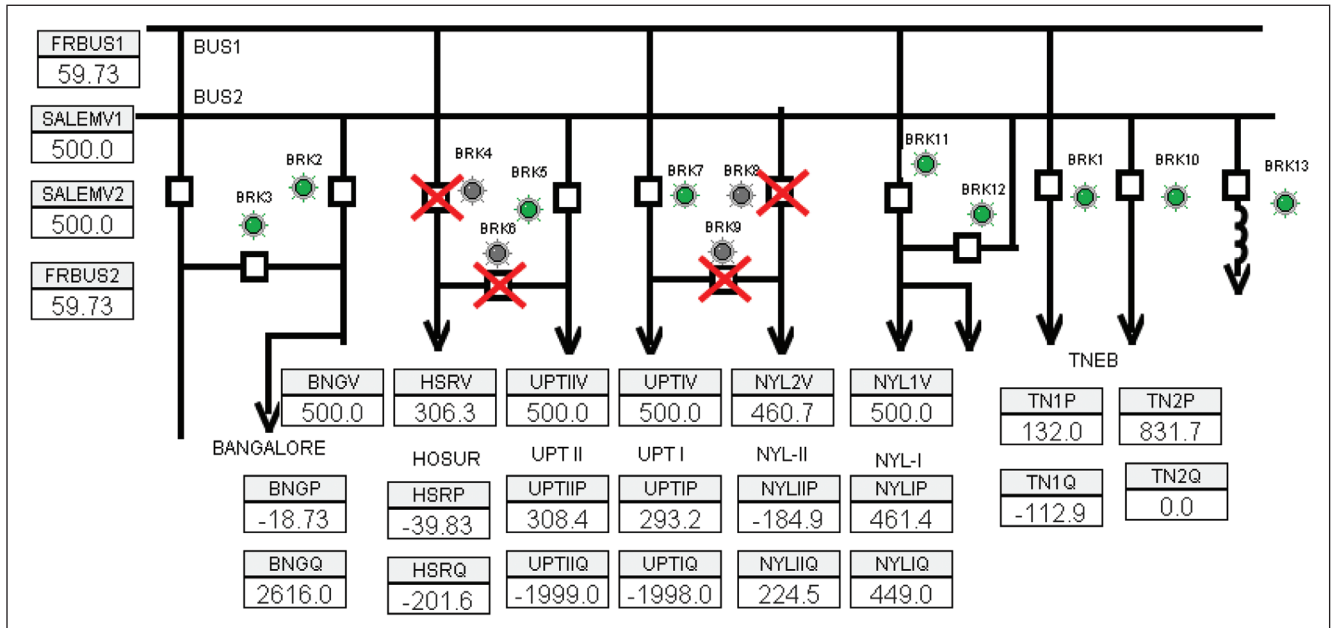 FRBUS1
59.73
BUS1
BUS2
SALEMV1
500.0
SALEMV2
500.0
FRBUS2
59.73
BRK3
BRK2
BRK4
BRK5
BRK6
BRK7
BRK8
BRK9
BRK11
BRK12
BRK1
BRK10
BRK13
BNGV
500.0
HSRV
306.3
UPTIIV
500.0
UPTIV
500.0
NYL2V
460.7
NYL1V
500.0
TNEB
TN1P
132.0
TN2P
831.7
BANGALORE
HOSUR
UPT II
UPT I
NYL-II
NYL-I
BNGP
-18.73
HSRP
-39.83
UPTIIP
308.4
UPTIP
293.2
NYLIIP
-184.9
NYLIP
461.4
TN1Q
-112.9
TN2Q
0.0
BNGQ
2616.0
HSRQ
-201.6
UPTIIQ
-1999.0
UPTIQ
-1998.0
NYLIIQ
224.5
NYLIQ
449.0